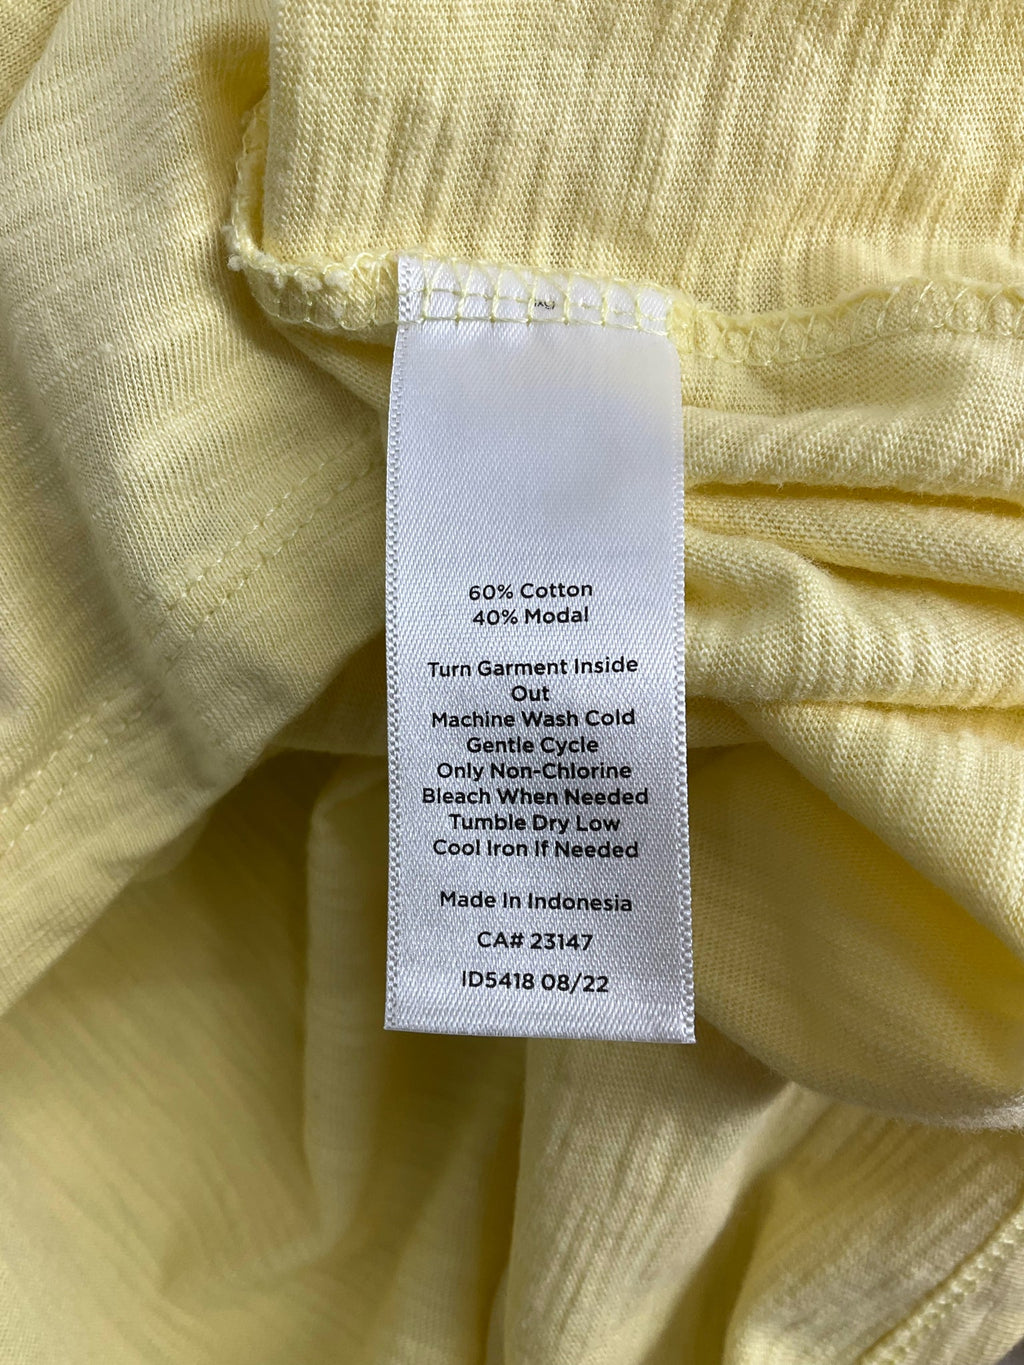 60% Cotton
40% Modal
Turn Garment Inside
Out
Machine Wash Cold
Gentle Cycle
Only Non-Chlorine
Bleach When Needed
Tumble Dry Low
Cool Iron If Needed
Made In Indonesia
CA# 23147
ID5418 08/22